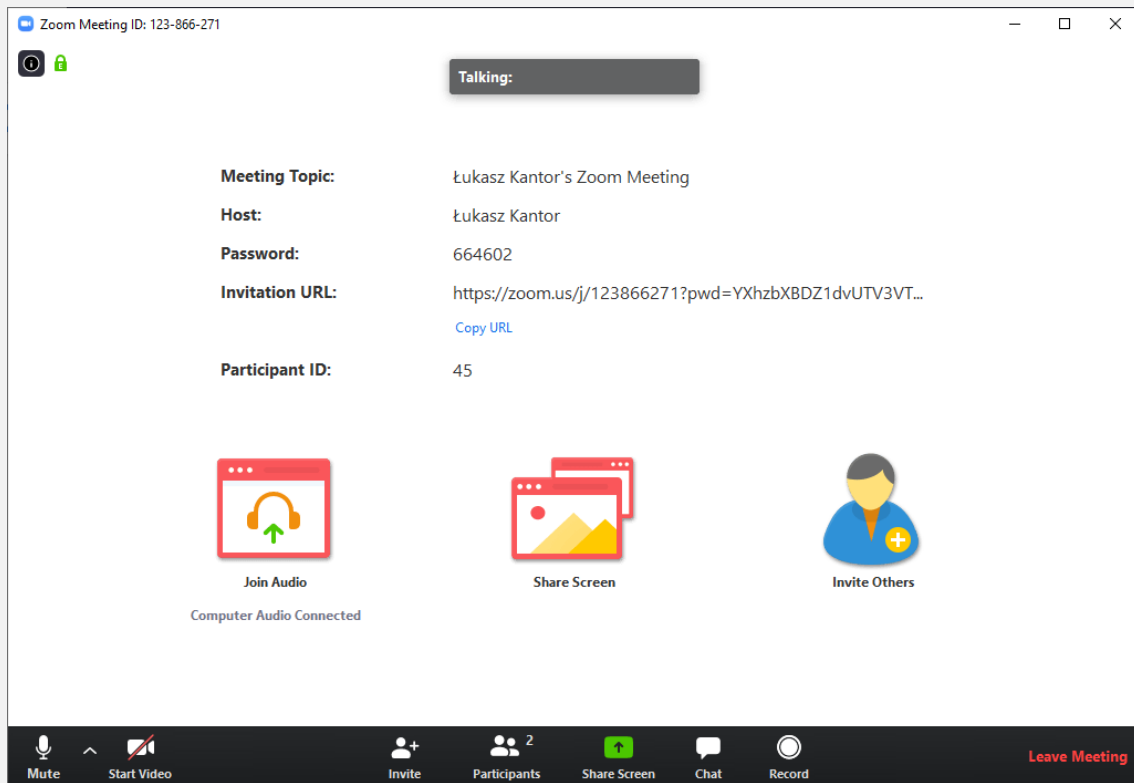 Zoom Meeting ID: 123-866-271
Talking:
Meeting Topic: Łukasz Kantor's Zoom Meeting
Host: Łukasz Kantor
Password: 664602
Invitation URL: https://zoom.us/j/123866271?pwd=YXhzbXBDZ1dvUTV3VT...
Copy URL
Participant ID: 45
Join Audio Share Screen Invite Others
Computer Audio Connected
2
Mute Start Video Invite Participants Share Screen Chat Record Leave Meeting